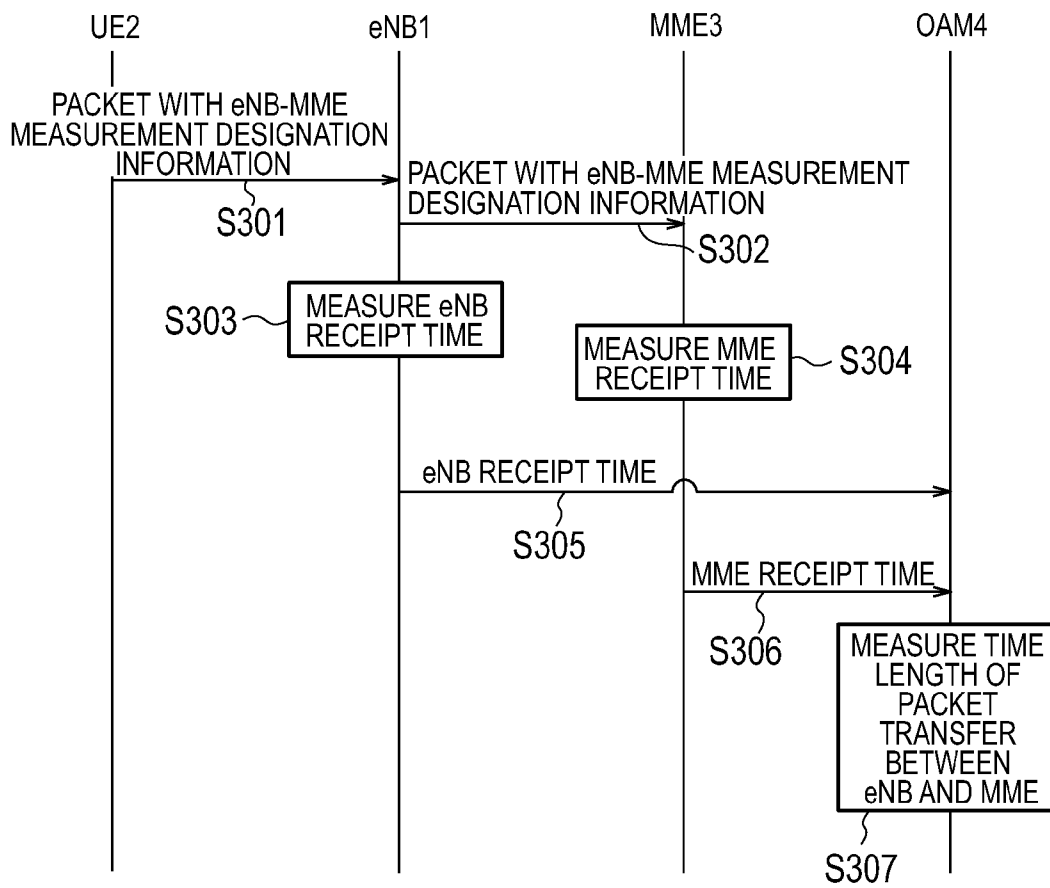 UE2
eNB1
MME3
OAM4
PACKET WITH eNB-MME
MEASUREMENT DESIGNATION
INFORMATION
S301
PACKET WITH eNB-MME MEASUREMENT
DESIGNATION INFORMATION
S302
S303
MEASURE eNB
RECEIPT TIME
MEASURE MME
RECEIPT TIME
S304
eNB RECEIPT TIME
S305
MME RECEIPT TIME
S306
MEASURE TIME
LENGTH OF
PACKET
TRANSFER
BETWEEN
eNB AND MME
S307